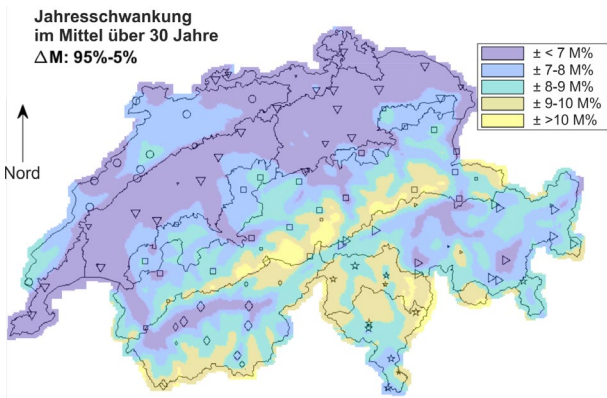 Jahresschwankung
im Mittel über 30 Jahre
ΔM: 95%-5%
± < 7 M%
± 7-8 M%
± 8-9 M%
± 9-10 M%
± >10 M%
Nord